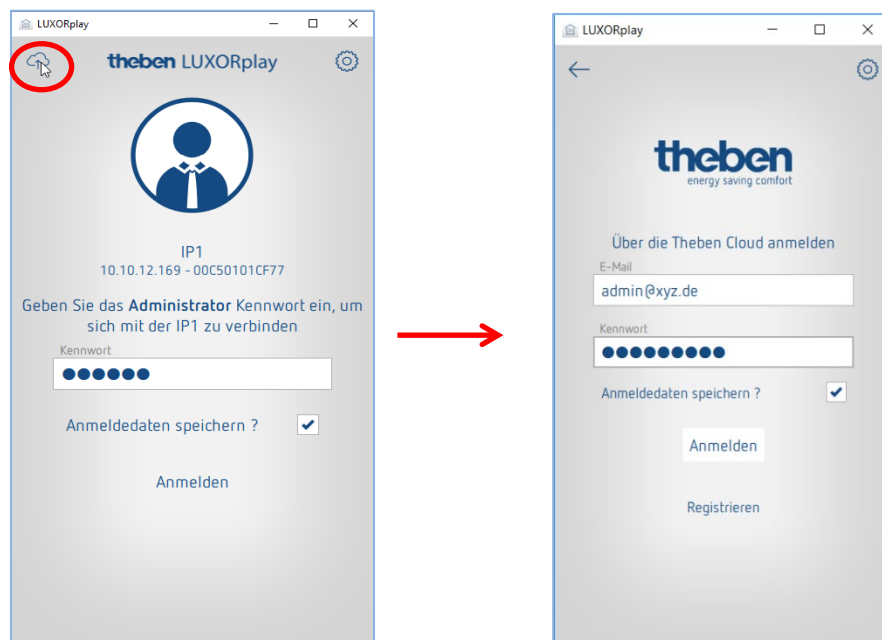 LUXORplay
theben LUXORplay
IP1
10.10.12.169 - 00C50101CF77
Geben Sie das Administrator Kennwort ein, um
sich mit der IP1 zu verbinden
Kennwort
Anmeldedaten speichern ?
Anmelden
LUXORplay
theben
energy saving comfort
Über die Theben Cloud anmelden
E-Mail
admin@xyz.de
Kennwort
Anmeldedaten speichern ?
Anmelden
Registrieren